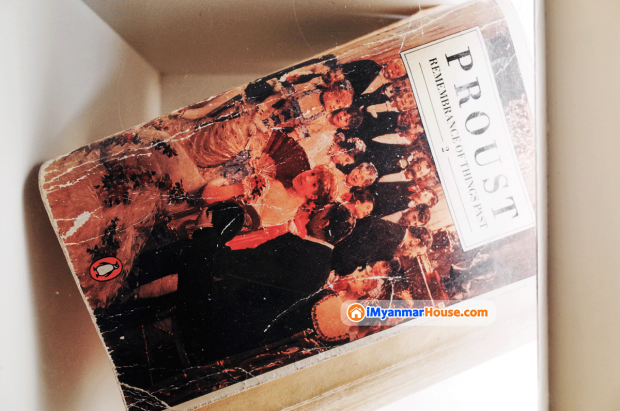 PROUST
REMEMBRANCE OF THINGS PAST
2
iMyanmarHouse.com